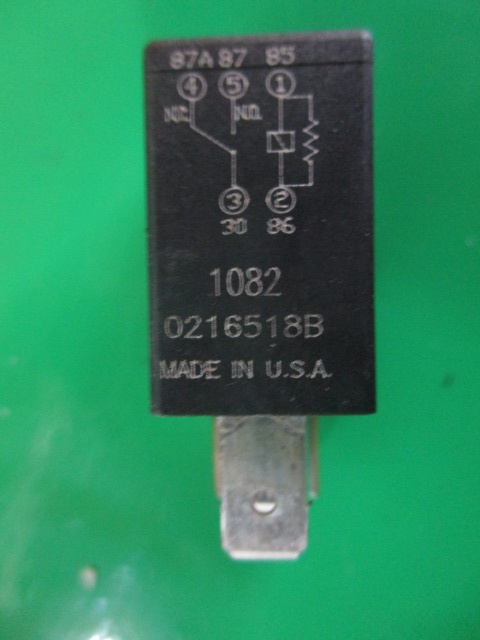 87A 87 85
4 5 1
N.C. N.O.
3 2
30 86
1082
0216518B
MADE IN U.S.A.